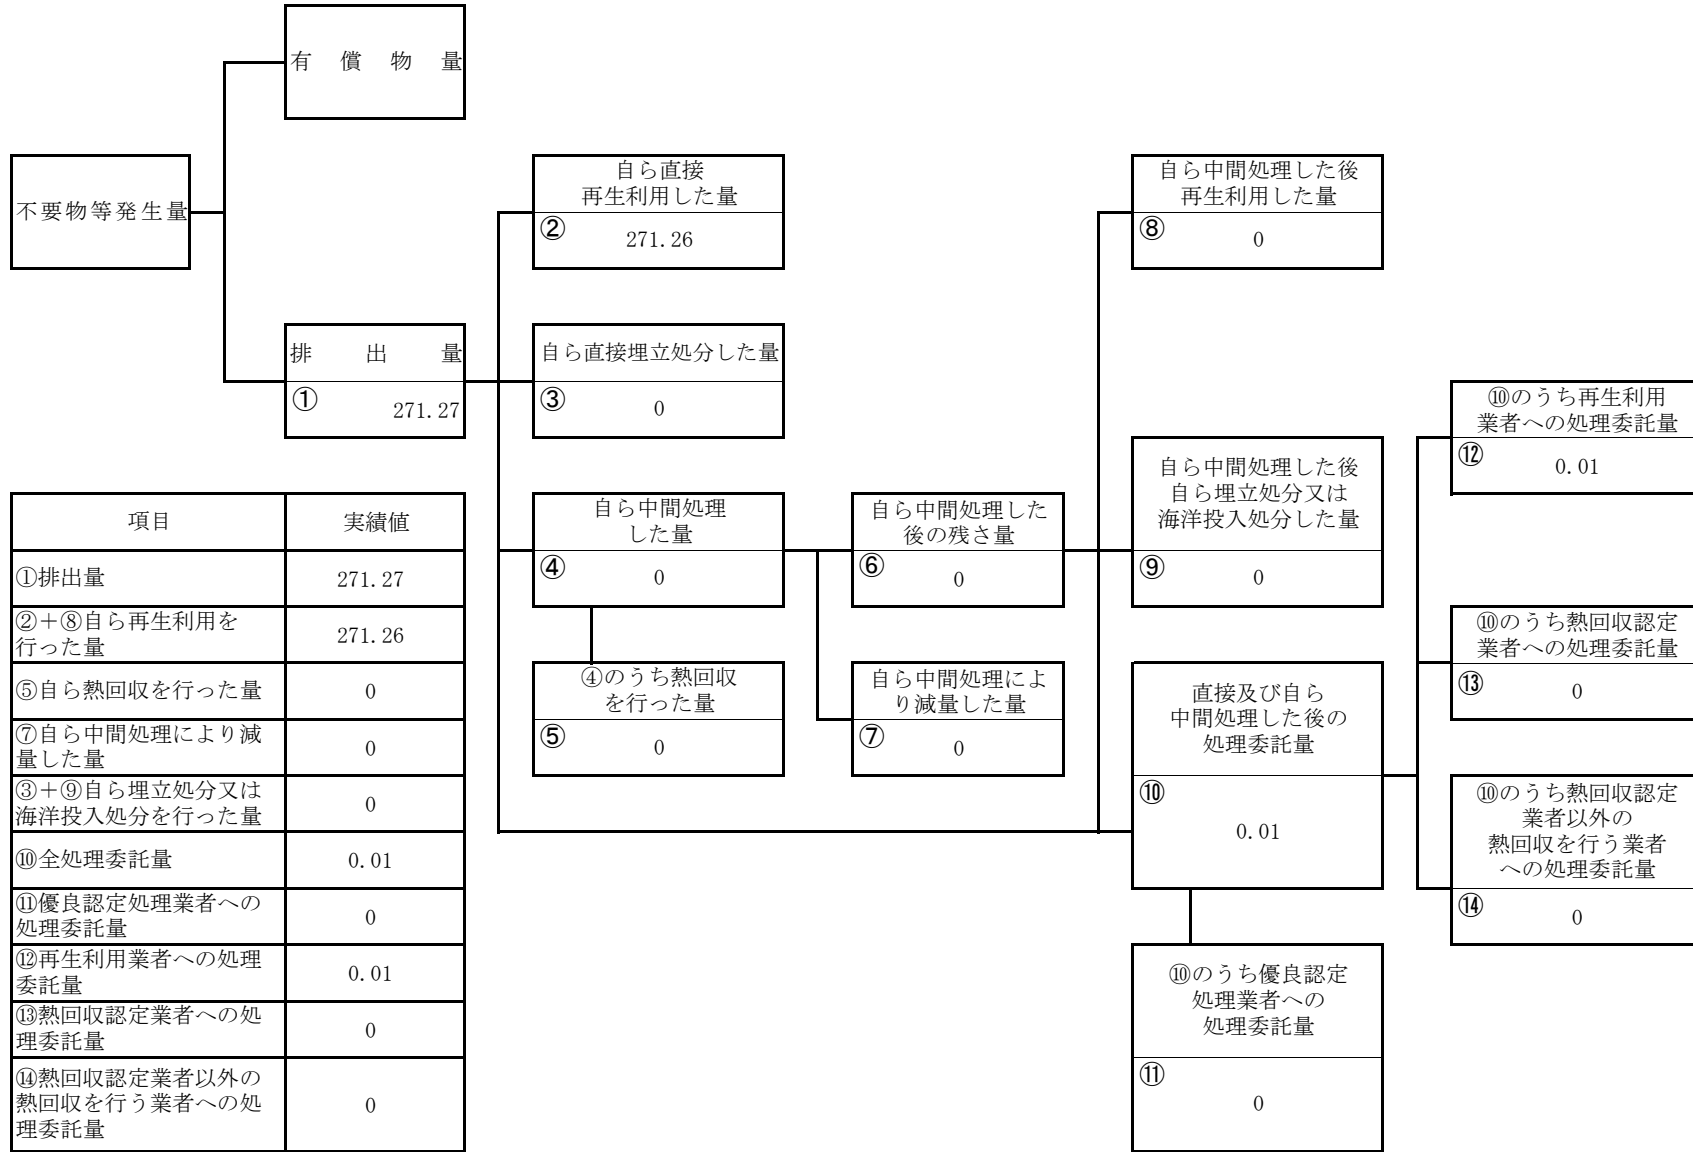 有償物量
不要物等発生量
排出量
①
271.27
自ら直接
再生利用した量
②
271.26
自ら直接埋立処分した量
③
0
自ら中間処理
した量
④
0
④のうち熱回収
を行った量
⑤
0
自ら中間処理した
後の残さ量
⑥
0
自ら中間処理によ
り減量した量
⑦
0
自ら中間処理した後
再生利用した量
⑧
0
自ら中間処理した後
自ら埋立処分又は
海洋投入処分した量
⑨
0
直接及び自ら
中間処理した後の
処理委託量
⑩
0.01
⑩のうち優良認定
処理業者への
処理委託量
⑪
0
⑩のうち再生利用
業者への処理委託量
⑫
0.01
⑩のうち熱回収認定
業者への処理委託量
⑬
0
⑩のうち熱回収認定
業者以外の
熱回収を行う業者
への処理委託量
⑭
0
項目 実績値
①排出量 271.27
②+⑧自ら再生利用を
行った量 271.26
⑤自ら熱回収を行った量 0
⑦自ら中間処理により減
量した量 0
③+⑨自ら埋立処分又は
海洋投入処分を行った量 0
⑩全処理委託量 0.01
⑪優良認定処理業者への
処理委託量 0
⑫再生利用業者への処理
委託量 0.01
⑬熱回収認定業者への処
理委託量 0
⑭熱回収認定業者以外の
熱回収を行う業者への処
理委託量 0